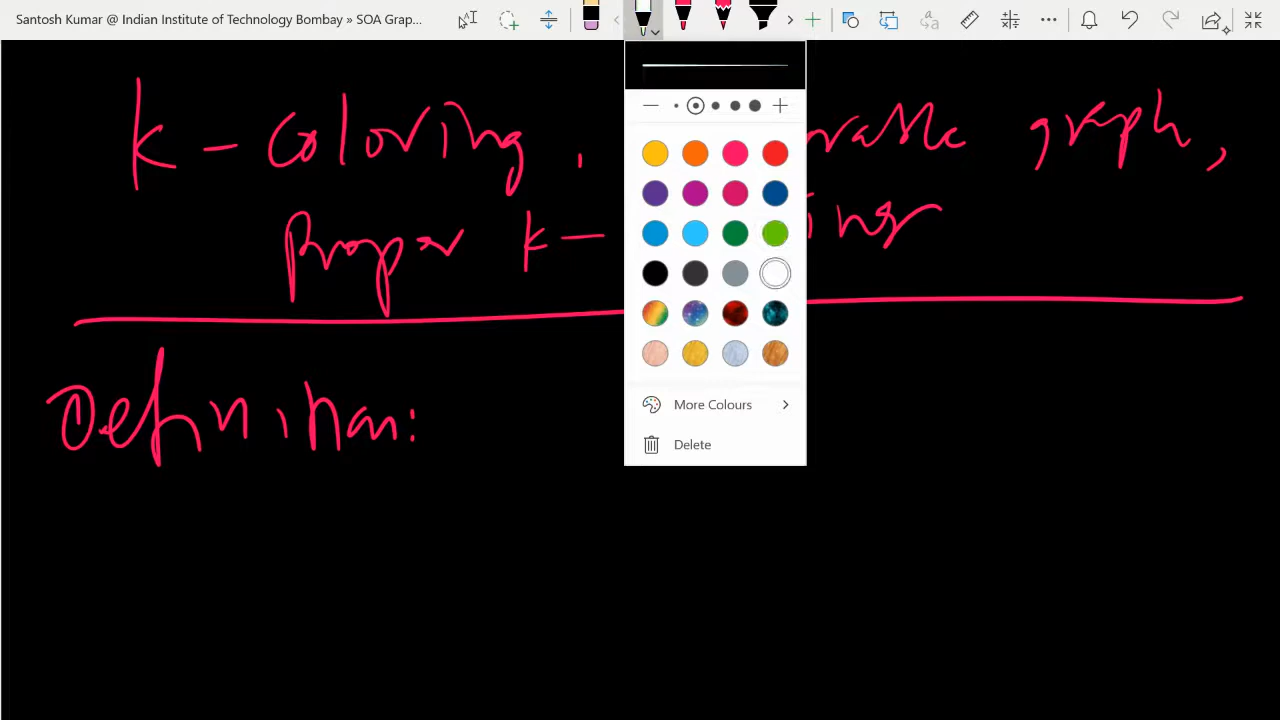 Santosh Kumar @ Indian Institute of Technology Bombay » SOA Grap...
k - coloring, graph,
proper k -
More Colours
Definition:
Delete